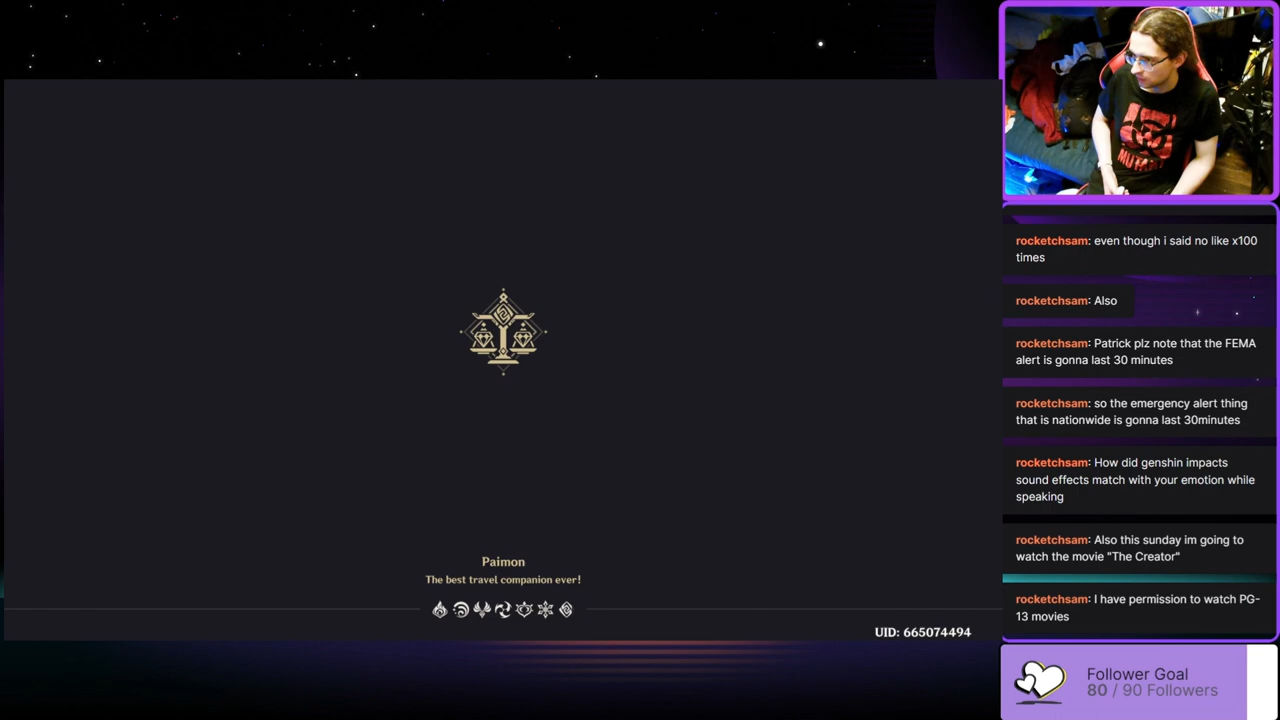 rocketchsam: even though i said no like x100
times
rocketchsam: Also
rocketchsam: Patrick plz note that the FEMA
alert is gonna last 30 minutes
rocketchsam: so the emergency alert thing
that is nationwide is gonna last 30minutes
rocketchsam: How did genshin impacts
sound effects match with your emotion while
speaking
rocketchsam: Also this sunday im going to
watch the movie "The Creator"
rocketchsam: I have permission to watch PG-
13 movies
Paimon
The best travel companion ever!
UID: 665074494
Follower Goal
80 / 90 Followers